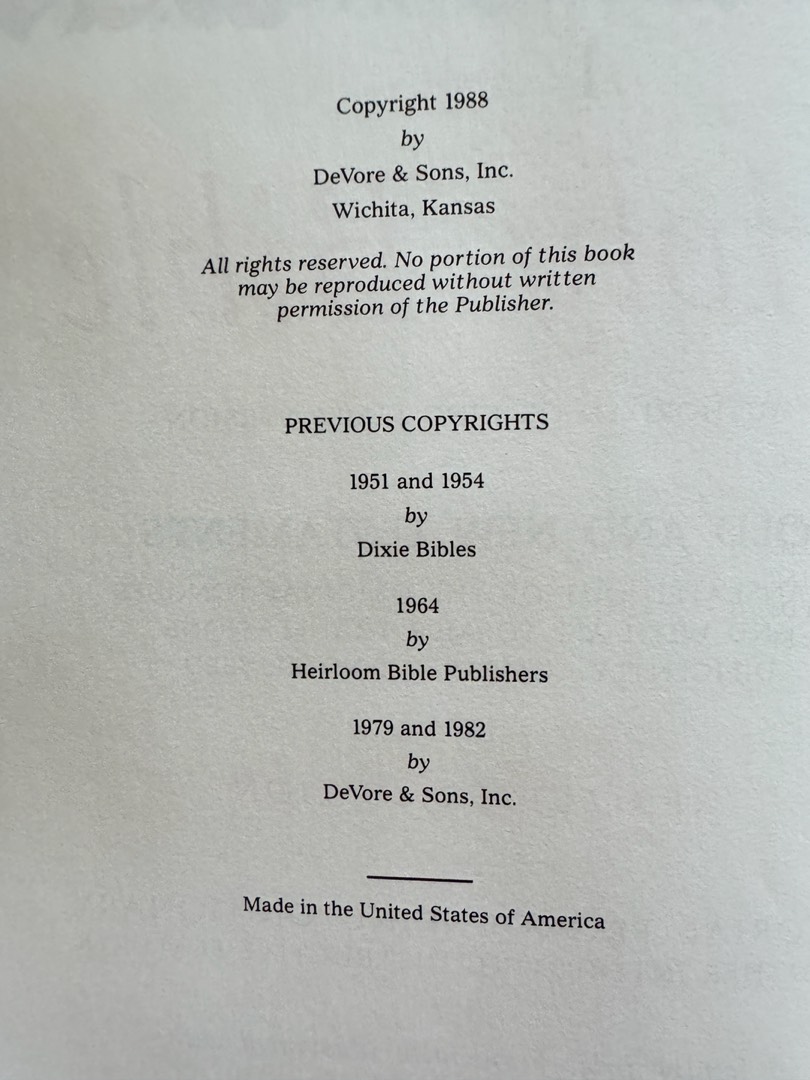 Copyright 1988
by
DeVore & Sons, Inc.
Wichita, Kansas
All rights reserved. No portion of this book
may be reproduced without written
permission of the Publisher.
PREVIOUS COPYRIGHTS
1951 and 1954
by
Dixie Bibles
1964
by
Heirloom Bible Publishers
1979 and 1982
by
DeVore & Sons, Inc.
Made in the United States of America